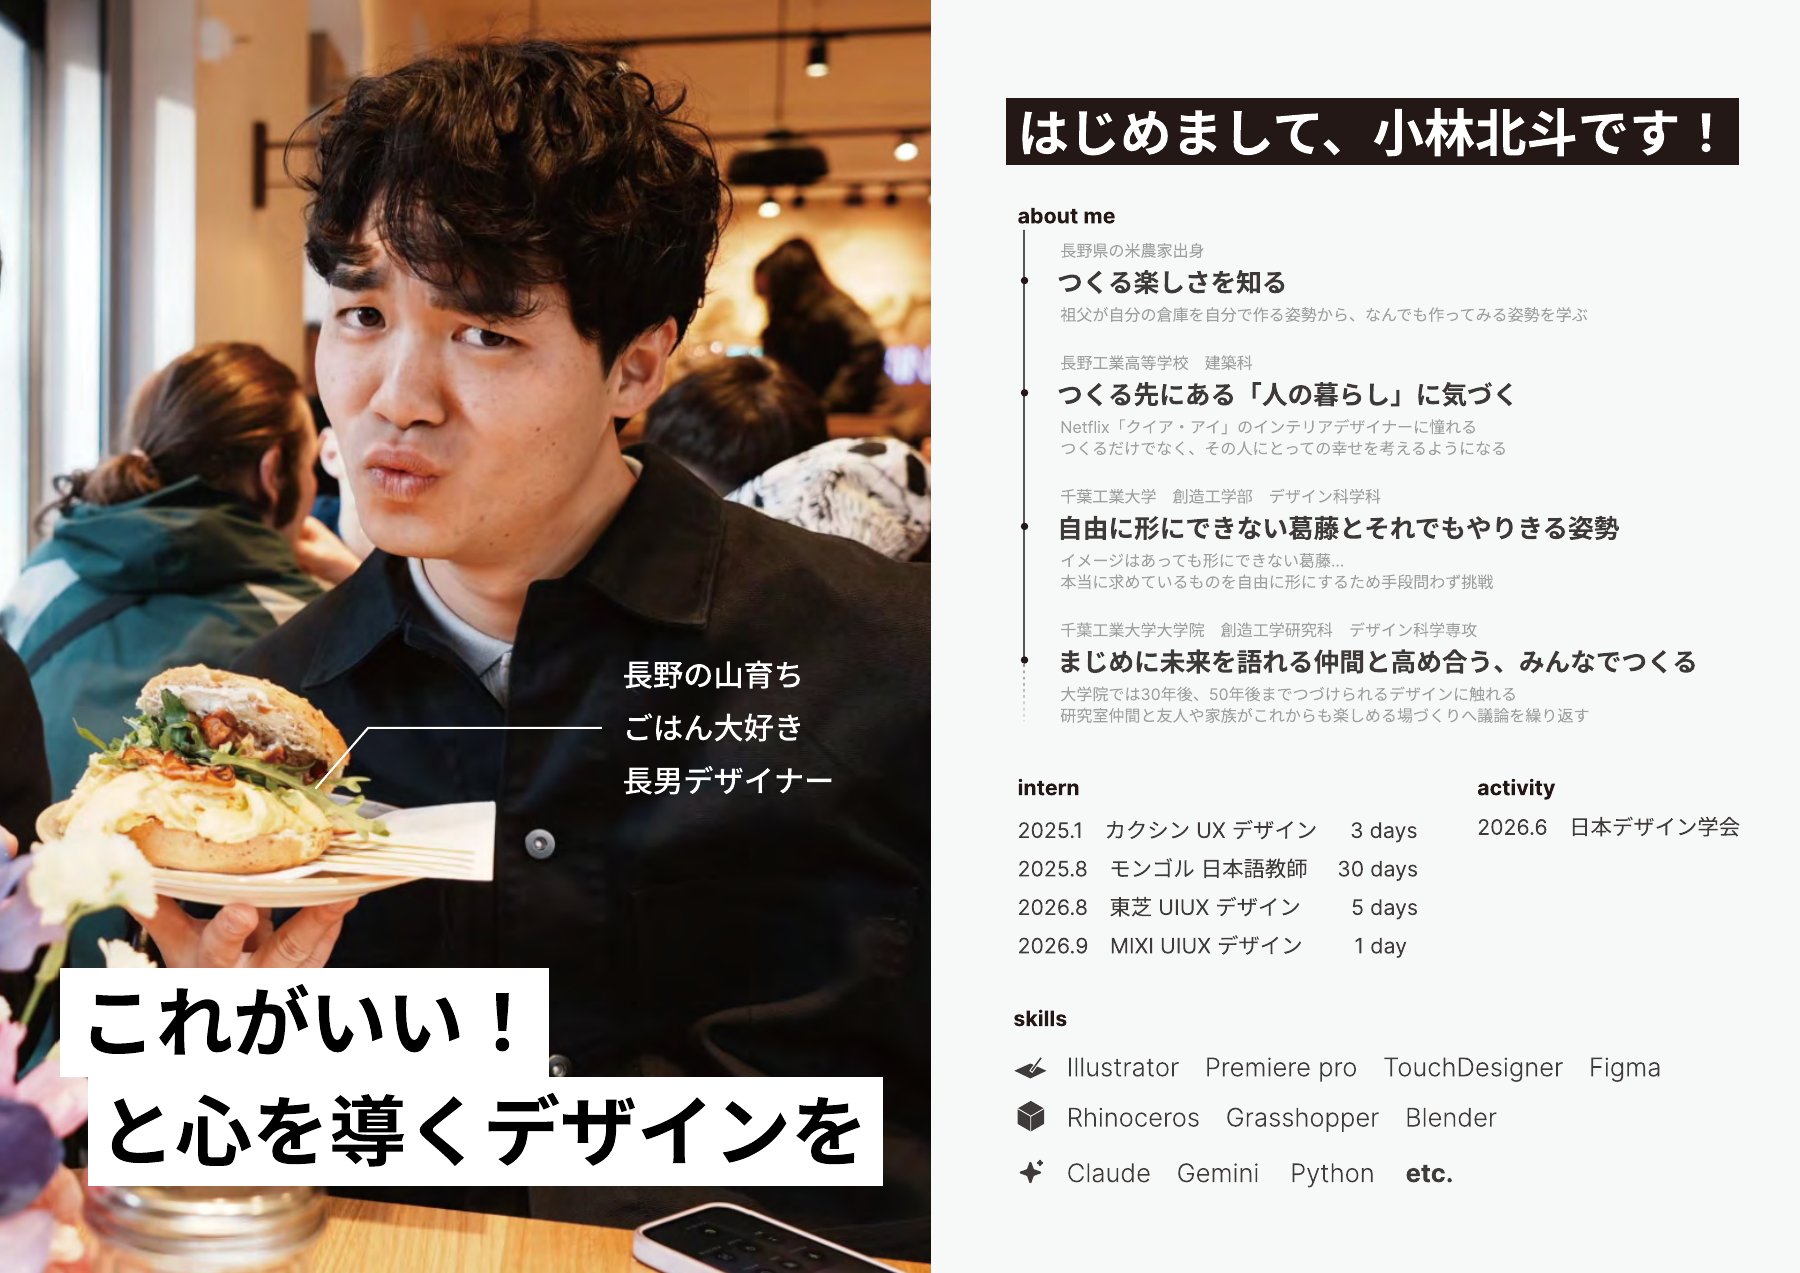 長野の山育ち
ごはん大好き
長男デザイナー
これがいい！
と心を導くデザインを
はじめまして、小林北斗です！
about me
長野県の米農家出身
つくる楽しさを知る
祖父が自分の倉庫を自分で作る姿勢から、なんでも作ってみる姿勢を学ぶ
長野工業高等学校　建築科
つくる先にある「人の暮らし」に気づく
Netflix「クイア・アイ」のインテリアデザイナーに憧れる
つくるだけでなく、その人にとっての幸せを考えるようになる
千葉工業大学　創造工学部　デザイン科学科
自由に形にできない葛藤とそれでもやりきる姿勢
イメージはあっても形にできない葛藤...
本当に求めているものを自由に形にするため手段問わず挑戦
千葉工業大学大学院　創造工学研究科　デザイン科学専攻
まじめに未来を語れる仲間と高め合う、みんなでつくる
大学院では30年後、50年後までつづけられるデザインに触れる
研究室仲間と友人や家族がこれからも楽しめる場づくりへ議論を繰り返す
intern
2025.1　カクシン UX デザイン　3 days
2025.8　モンゴル 日本語教師　30 days
2026.8　東芝 UIUX デザイン　5 days
2026.9　MIXI UIUX デザイン　1 day
activity
2026.6　日本デザイン学会
skills
Illustrator　Premiere pro　TouchDesigner　Figma
Rhinoceros　Grasshopper　Blender
Claude　Gemini　Python　etc.